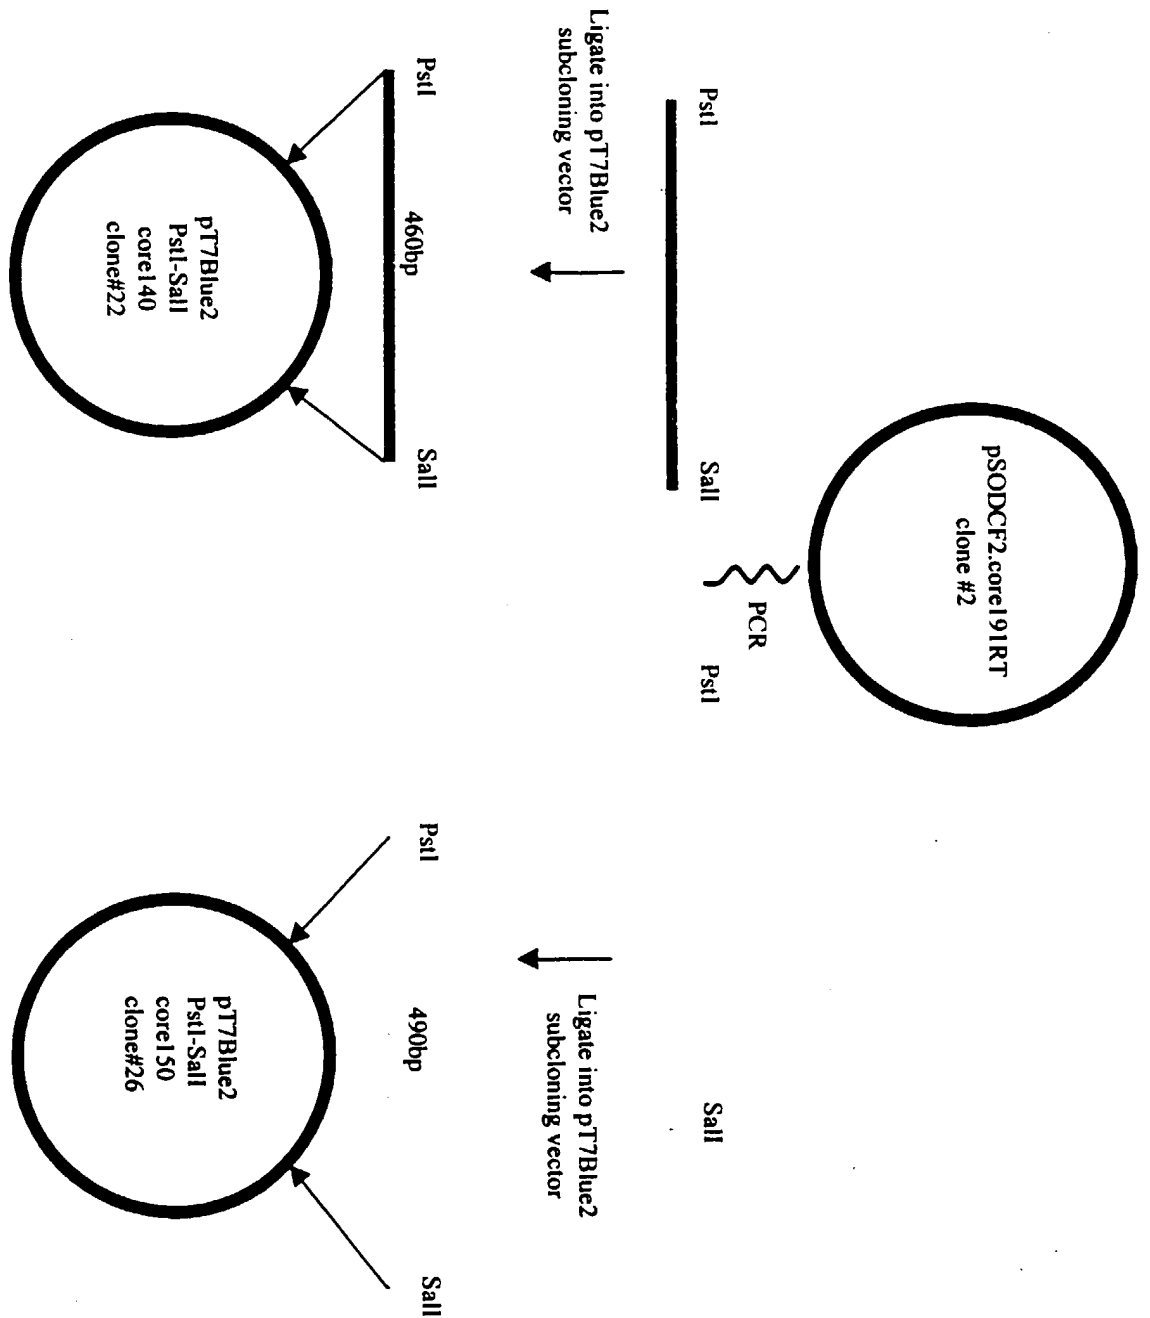 pSODCF2.core191RT
clone #2
PCR
PstI
SalI
PstI
SalI
Ligate into pT7Blue2
subcloning vector
Ligate into pT7Blue2
subcloning vector
PstI
460bp
SalI
PstI
490bp
SalI
pT7Blue2
PstI-SalI
core140
clone#22
pT7Blue2
PstI-SalI
core150
clone#26